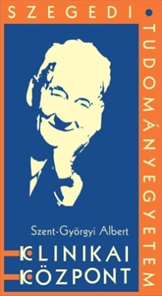 SZEGEDI • TUDOMÁNYEGYETEM
Szent-Györgyi Albert
KLINIKAI
KÖZPONT